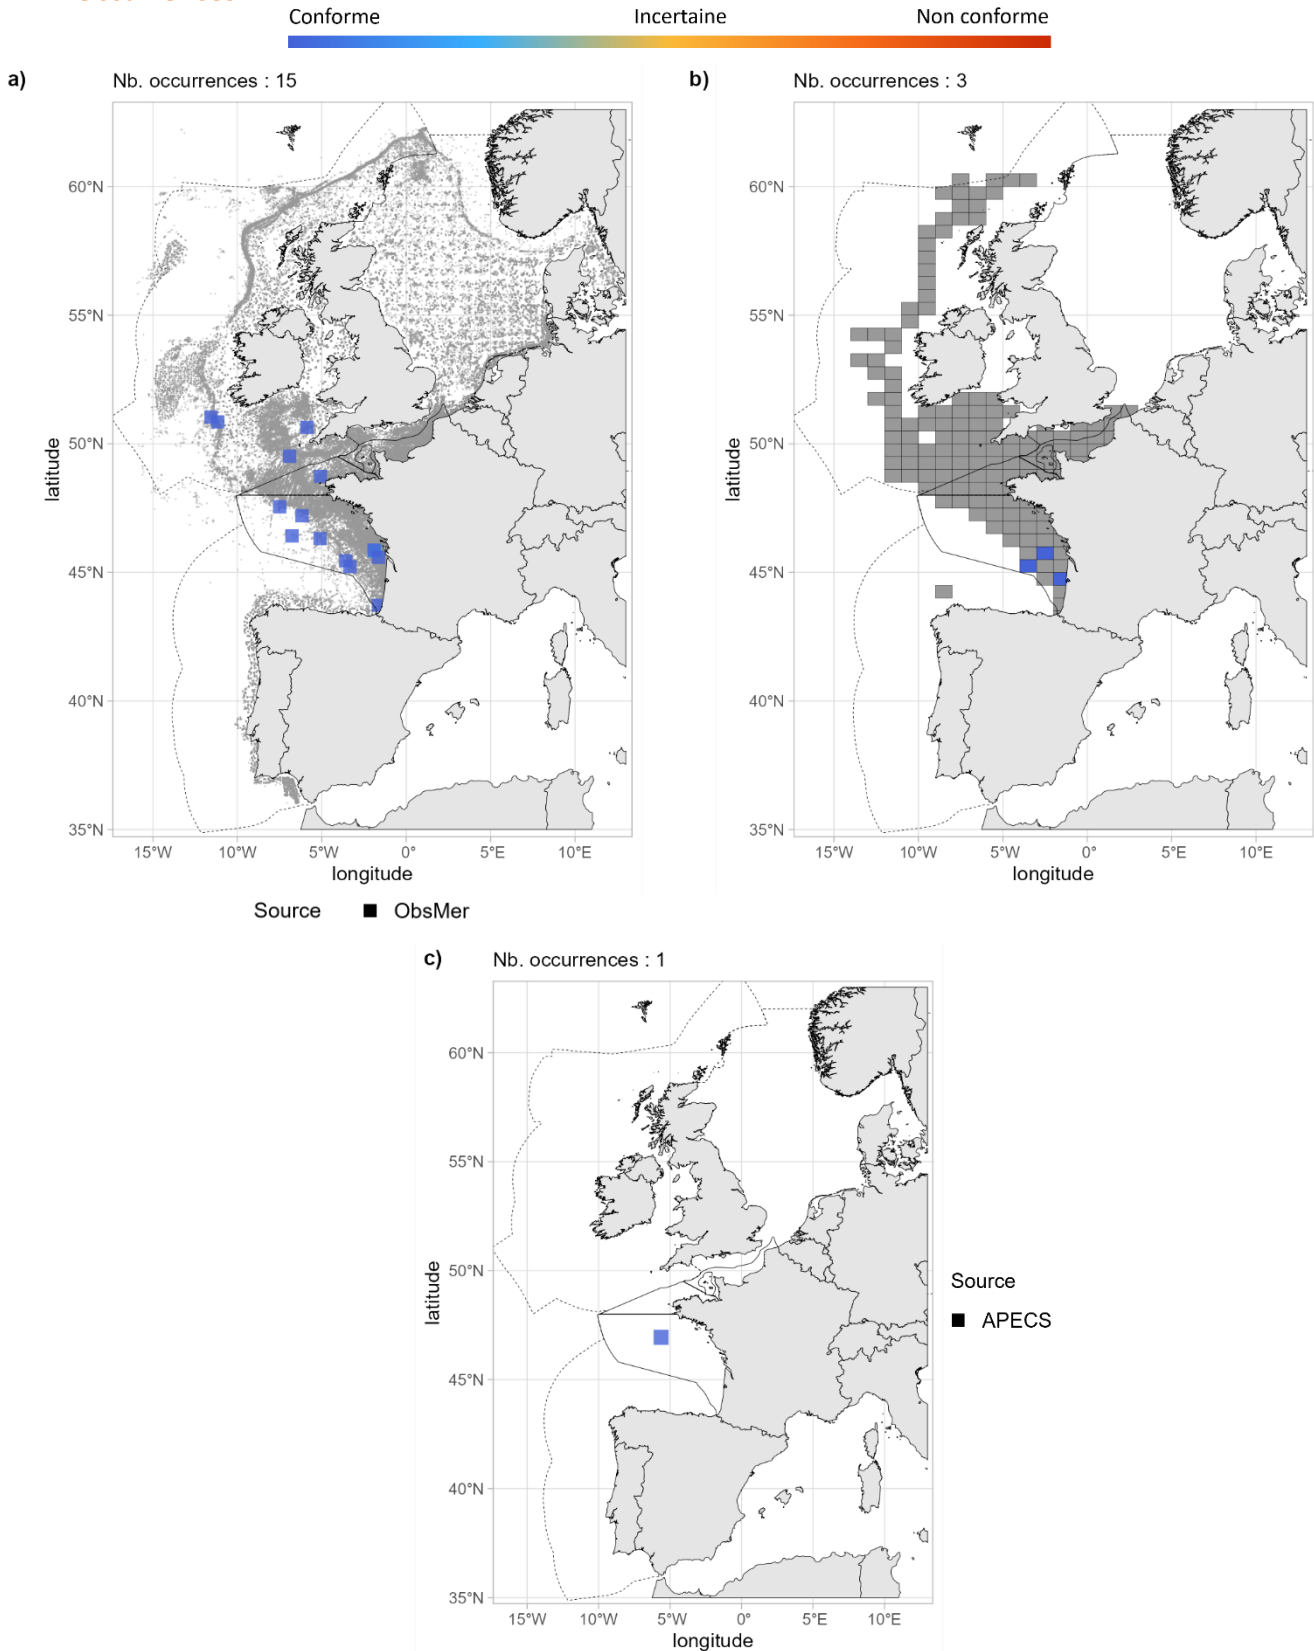 Conforme Incertaine Non conforme
a) Nb. occurrences : 15
60°N
55°N
50°N
45°N
40°N
35°N
latitude
15°W 10°W 5°W 0° 5°E 10°E
longitude
Source ObsMer
b) Nb. occurrences : 3
60°N
55°N
50°N
45°N
40°N
35°N
latitude
15°W 10°W 5°W 0° 5°E 10°E
longitude
c) Nb. occurrences : 1
60°N
55°N
50°N
45°N
40°N
35°N
latitude
15°W 10°W 5°W 0° 5°E 10°E
longitude
Source
APECS